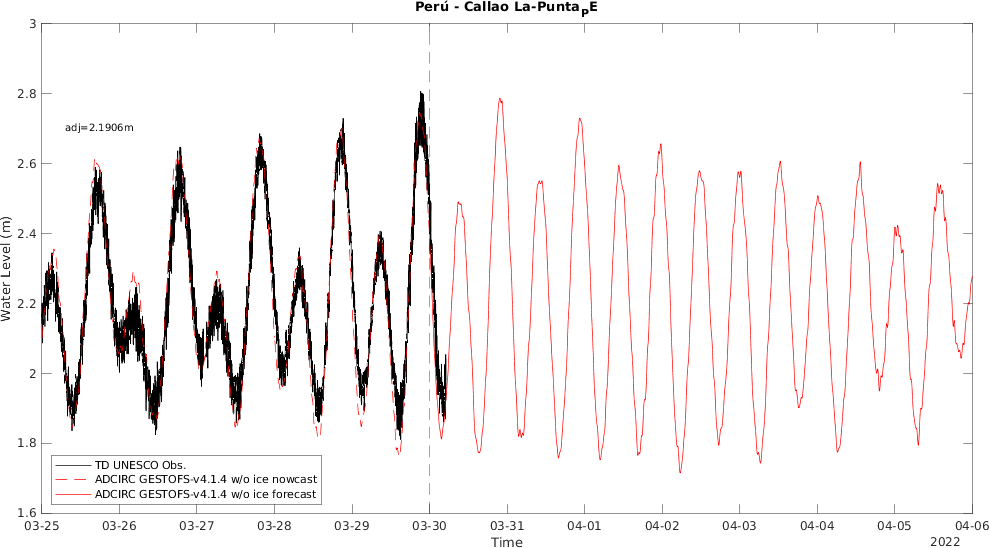 Perú - Callao La-PuntaPE
3
2.8
2.6
2.4
2.2
2
1.8
1.6
Water Level (m)
adj=2.1906m
TD UNESCO Obs.
ADCIRC GESTOFS-v4.1.4 w/o ice nowcast
ADCIRC GESTOFS-v4.1.4 w/o ice forecast
03-25 03-26 03-27 03-28 03-29 03-30 03-31 04-01 04-02 04-03 04-04 04-05 04-06
Time
2022